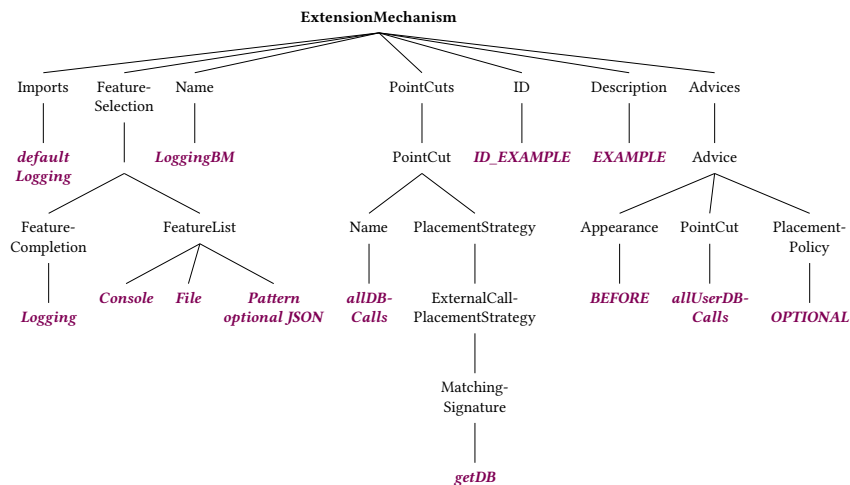 ExtensionMechanism
Imports
Feature-
Selection
Name
PointCuts
ID
Description
Advices
default
Logging
LoggingBM
PointCut
ID_EXAMPLE
EXAMPLE
Advice
Feature-
Completion
FeatureList
Name
PlacementStrategy
Appearance
PointCut
Placement-
Policy
Logging
Console
File
Pattern
optional JSON
allDB-
Calls
ExternalCall-
PlacementStrategy
BEFORE
allUserDB-
Calls
OPTIONAL
Matching-
Signature
getDB